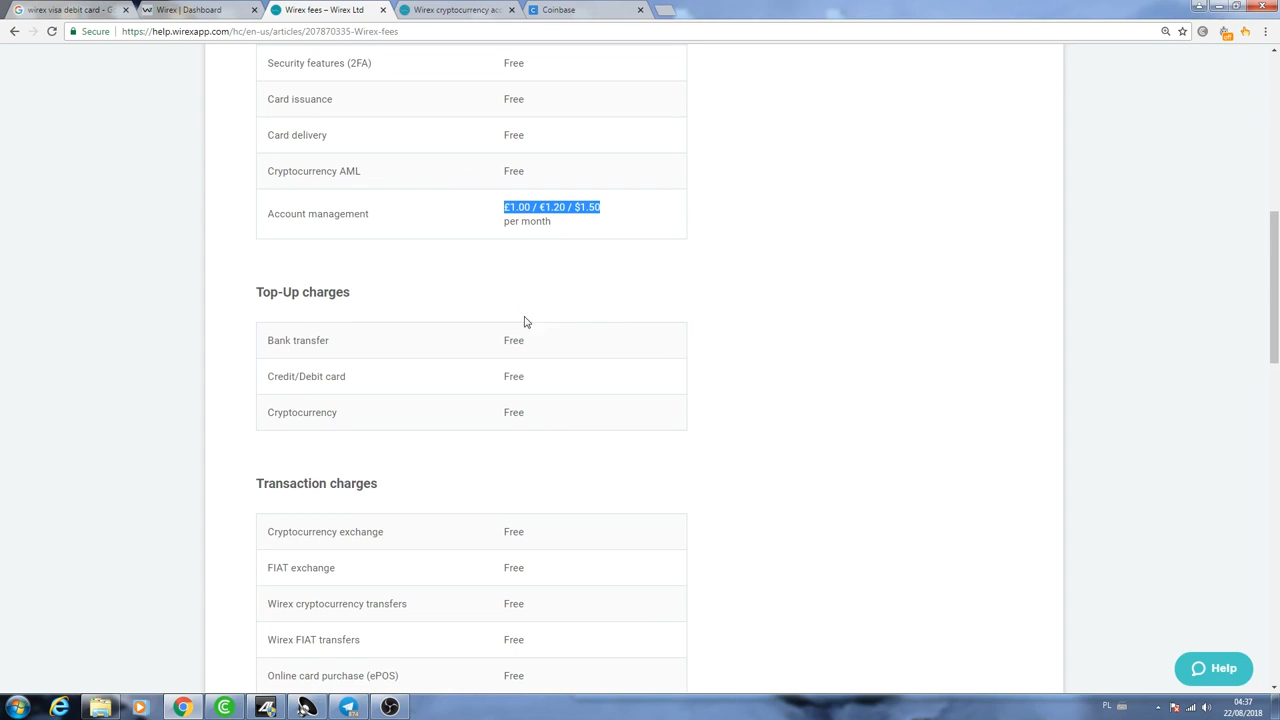 wirex visa debit card - G
Wirex | Dashboard
Wirex fees – Wirex Ltd
Wirex cryptocurrency acc
Coinbase
Secure
https://help.wirexapp.com/hc/en-us/articles/207870335-Wirex-fees
off
Security features (2FA) Free
Card issuance Free
Card delivery Free
Cryptocurrency AML Free
Account management £1.00 / €1.20 / $1.50
per month
Top-Up charges
Bank transfer Free
Credit/Debit card Free
Cryptocurrency Free
Transaction charges
Cryptocurrency exchange Free
FIAT exchange Free
Wirex cryptocurrency transfers Free
Wirex FIAT transfers Free
Online card purchase (ePOS) Free
Help
PL
04:37
22/08/2018